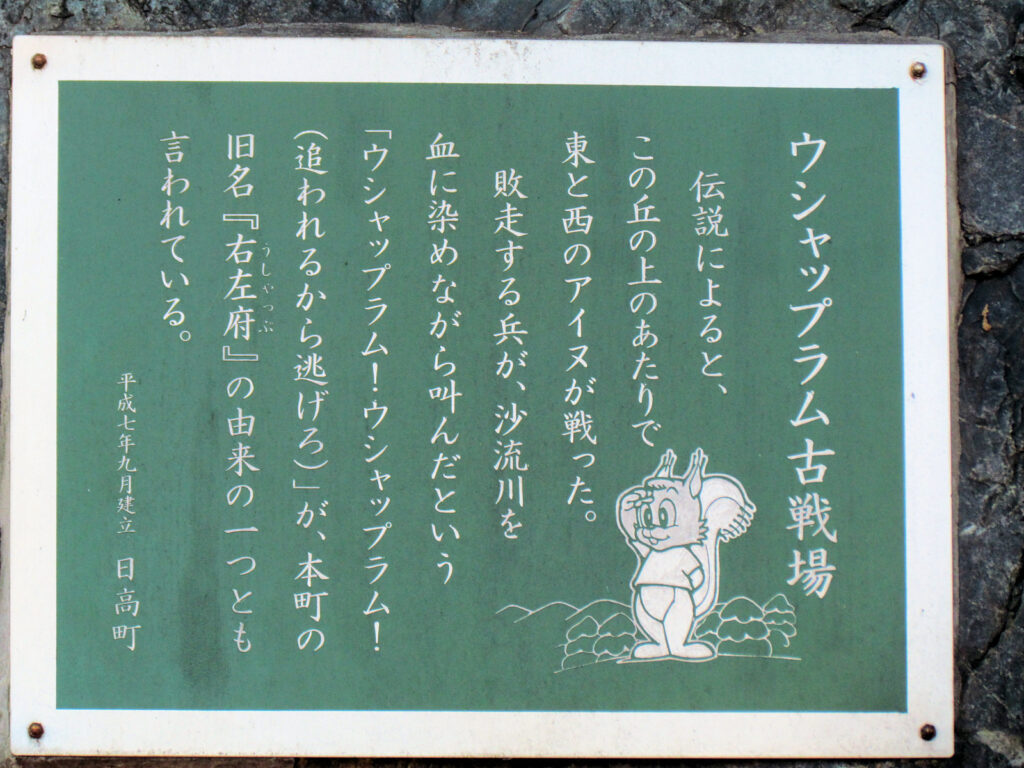 ウシャップラム古戦場
伝説によると、
この丘の上のあたりで
東と西のアイヌが戦った。
敗走する兵が、沙流川を
血に染めながら叫んだという
「ウシャップラム！ウシャップラム！
（追われるから逃げろ）」が、本町の
旧名『右左府』の由来の一つとも
うしやっぷ
言われている。
平成七年九月建立 日高町